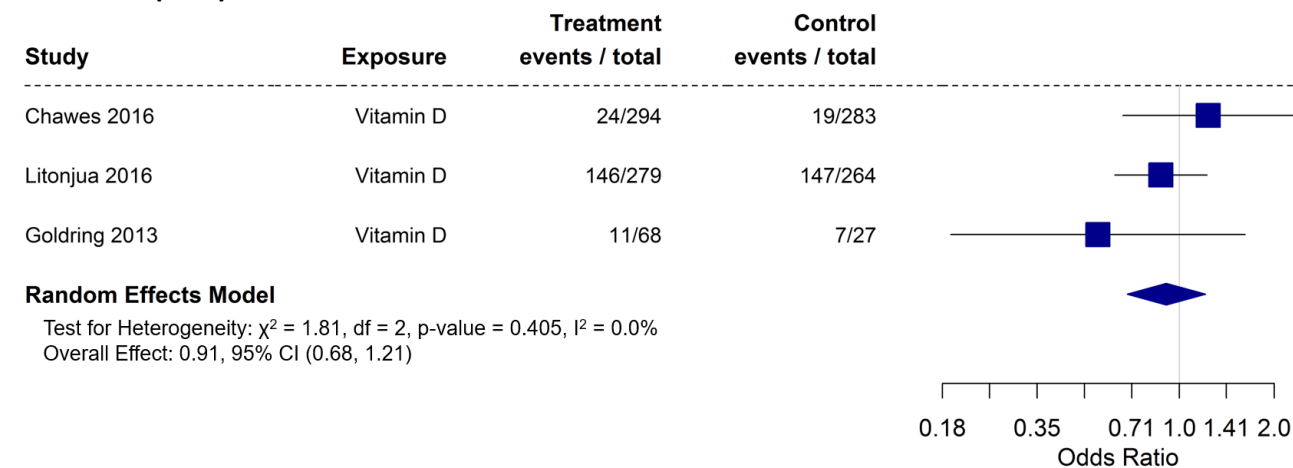 Treatment Control
Study Exposure events / total events / total
Chawes 2016 Vitamin D 24/294 19/283
Litonjua 2016 Vitamin D 146/279 147/264
Goldring 2013 Vitamin D 11/68 7/27
Random Effects Model
Test for Heterogeneity: χ² = 1.81, df = 2, p-value = 0.405, I² = 0.0%
Overall Effect: 0.91, 95% CI (0.68, 1.21)
0.18 0.35 0.71 1.0 1.41 2.0
Odds Ratio